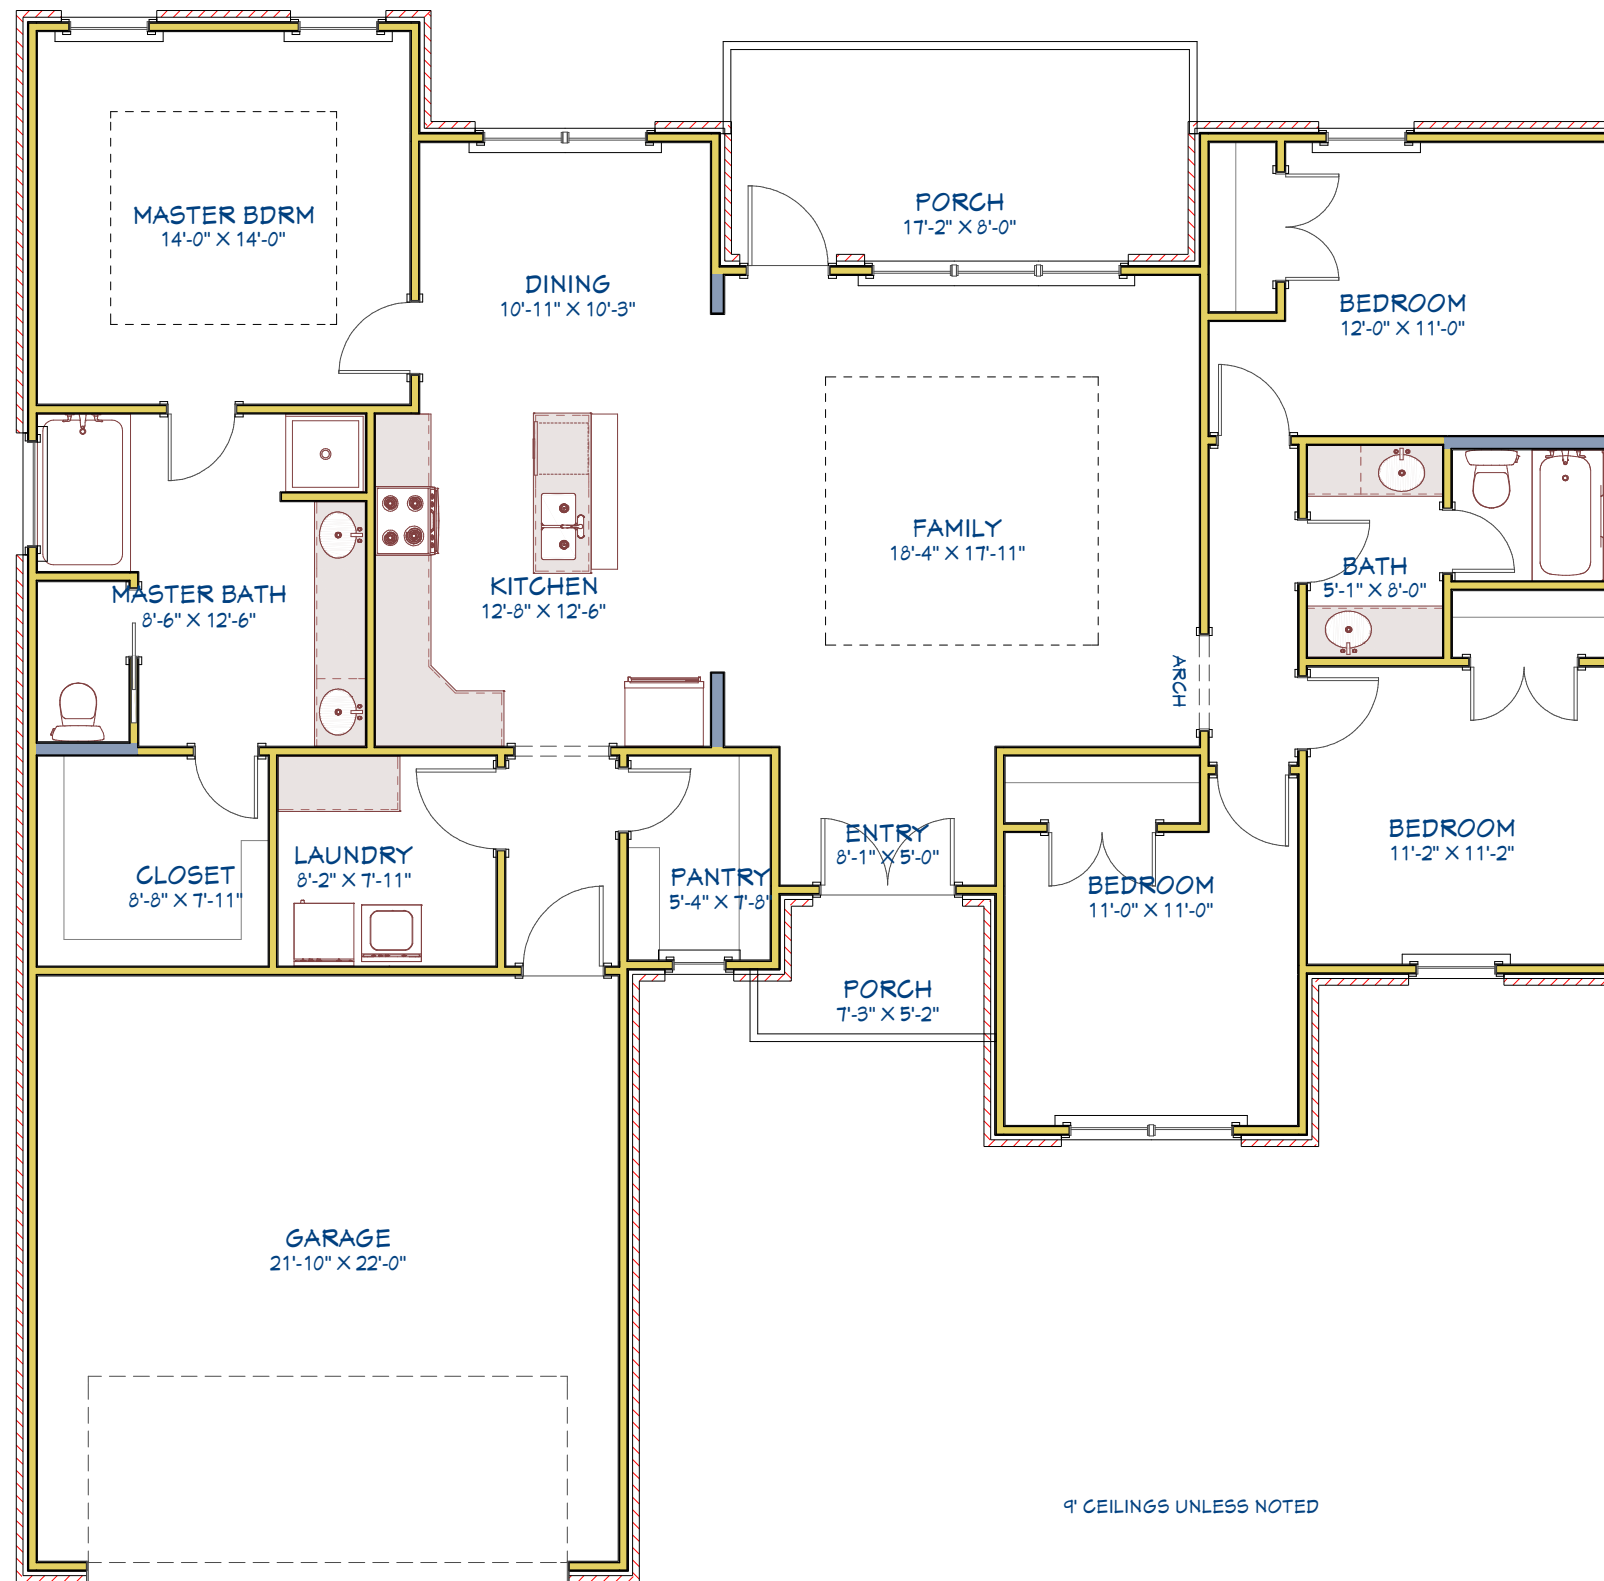 MASTER BDRM
14'-0" X 14'-0"
PORCH
17'-2" X 8'-0"
DINING
10'-11" X 10'-3"
BEDROOM
12'-0" X 11'-0"
FAMILY
18'-4" X 17'-11"
KITCHEN
12'-8" X 12'-6"
MASTER BATH
8'-6" X 12'-6"
BATH
5'-1" X 8'-0"
ARCH
ENTRY
8'-1" X 5'-0"
BEDROOM
11'-2" X 11'-2"
LAUNDRY
8'-2" X 7'-11"
CLOSET
8'-8" X 7'-11"
PANTRY
5'-4" X 7'-8"
BEDROOM
11'-0" X 11'-0"
PORCH
7'-3" X 5'-2"
GARAGE
21'-10" X 22'-0"
9' CEILINGS UNLESS NOTED